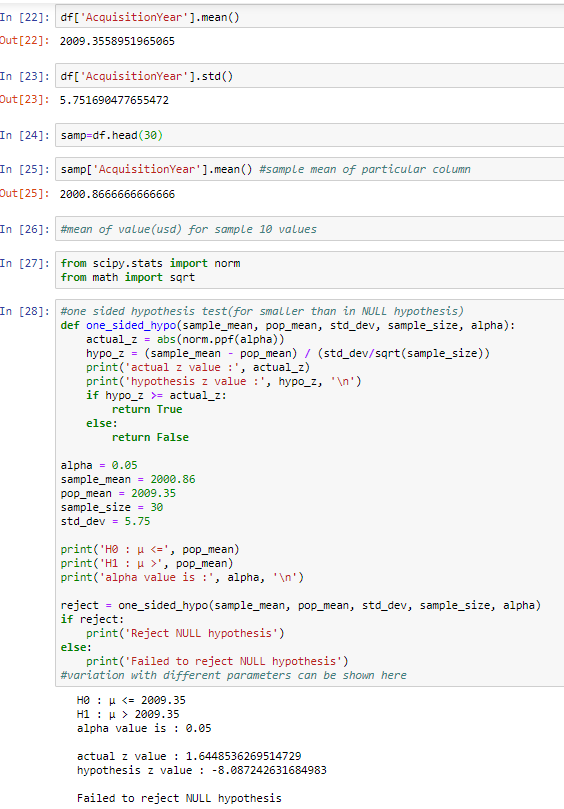 In [22]: df['AcquisitionYear'].mean()
Out[22]: 2009.3558951965065
In [23]: df['AcquisitionYear'].std()
Out[23]: 5.751690477655472
In [24]: samp=df.head(30)
In [25]: samp['AcquisitionYear'].mean() #sample mean of particular column
Out[25]: 2000.8666666666666
In [26]: #mean of value(usd) for sample 10 values
In [27]: from scipy.stats import norm
from math import sqrt
In [28]: #one sided hypothesis test(for smaller than in NULL hypothesis)
def one_sided_hypo(sample_mean, pop_mean, std_dev, sample_size, alpha):
    actual_z = abs(norm.ppf(alpha))
    hypo_z = (sample_mean - pop_mean) / (std_dev/sqrt(sample_size))
    print('actual z value :', actual_z)
    print('hypothesis z value :', hypo_z, '\n')
    if hypo_z >= actual_z:
        return True
    else:
        return False
alpha = 0.05
sample_mean = 2000.86
pop_mean = 2009.35
sample_size = 30
std_dev = 5.75
print('H0 : μ <=', pop_mean)
print('H1 : μ >', pop_mean)
print('alpha value is :', alpha, '\n')
reject = one_sided_hypo(sample_mean, pop_mean, std_dev, sample_size, alpha)
if reject:
    print('Reject NULL hypothesis')
else:
    print('Failed to reject NULL hypothesis')
#variation with different parameters can be shown here
H0 : μ <= 2009.35
H1 : μ > 2009.35
alpha value is : 0.05
actual z value : 1.6448536269514729
hypothesis z value : -8.087242631684983
Failed to reject NULL hypothesis